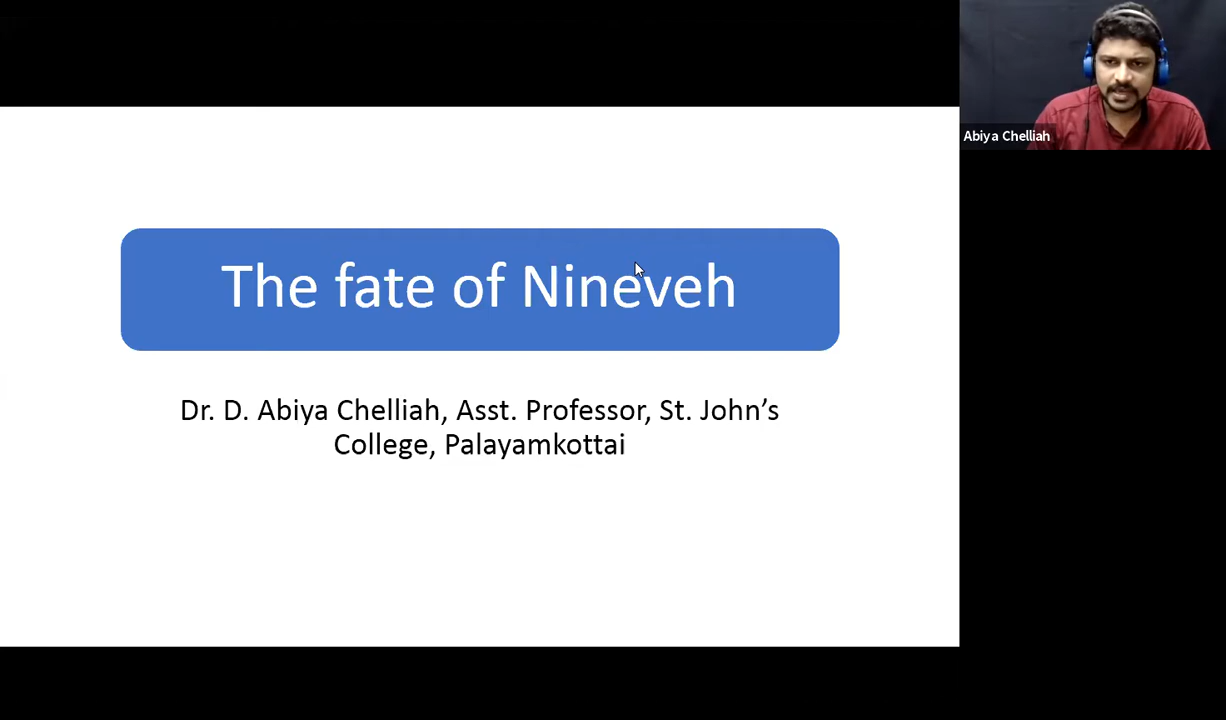 Abiya Chelliah
The fate of Nineveh
Dr. D. Abiya Chelliah, Asst. Professor, St. John’s
College, Palayamkottai